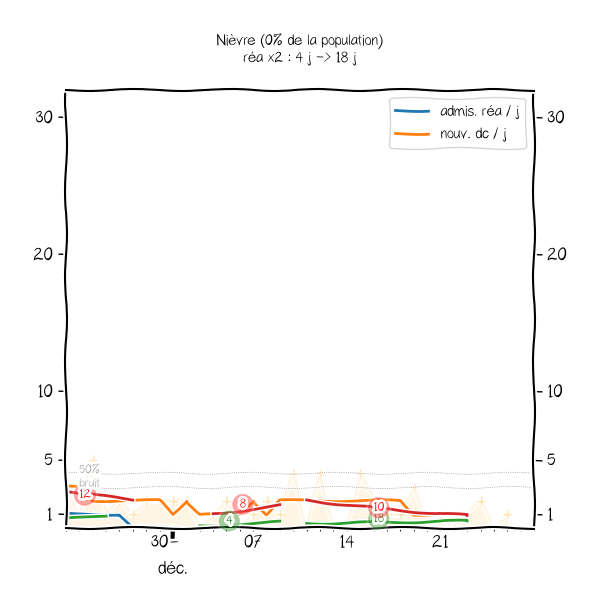 Nièvre (0% de la population)
réa x2 : 4 j -> 18 j
admis. réa / j
nouv. dc / j
30 30
20 20
10 10
5 5
50%
bruit
12
8
10
4
18
1 1
30 07 14 21
déc.